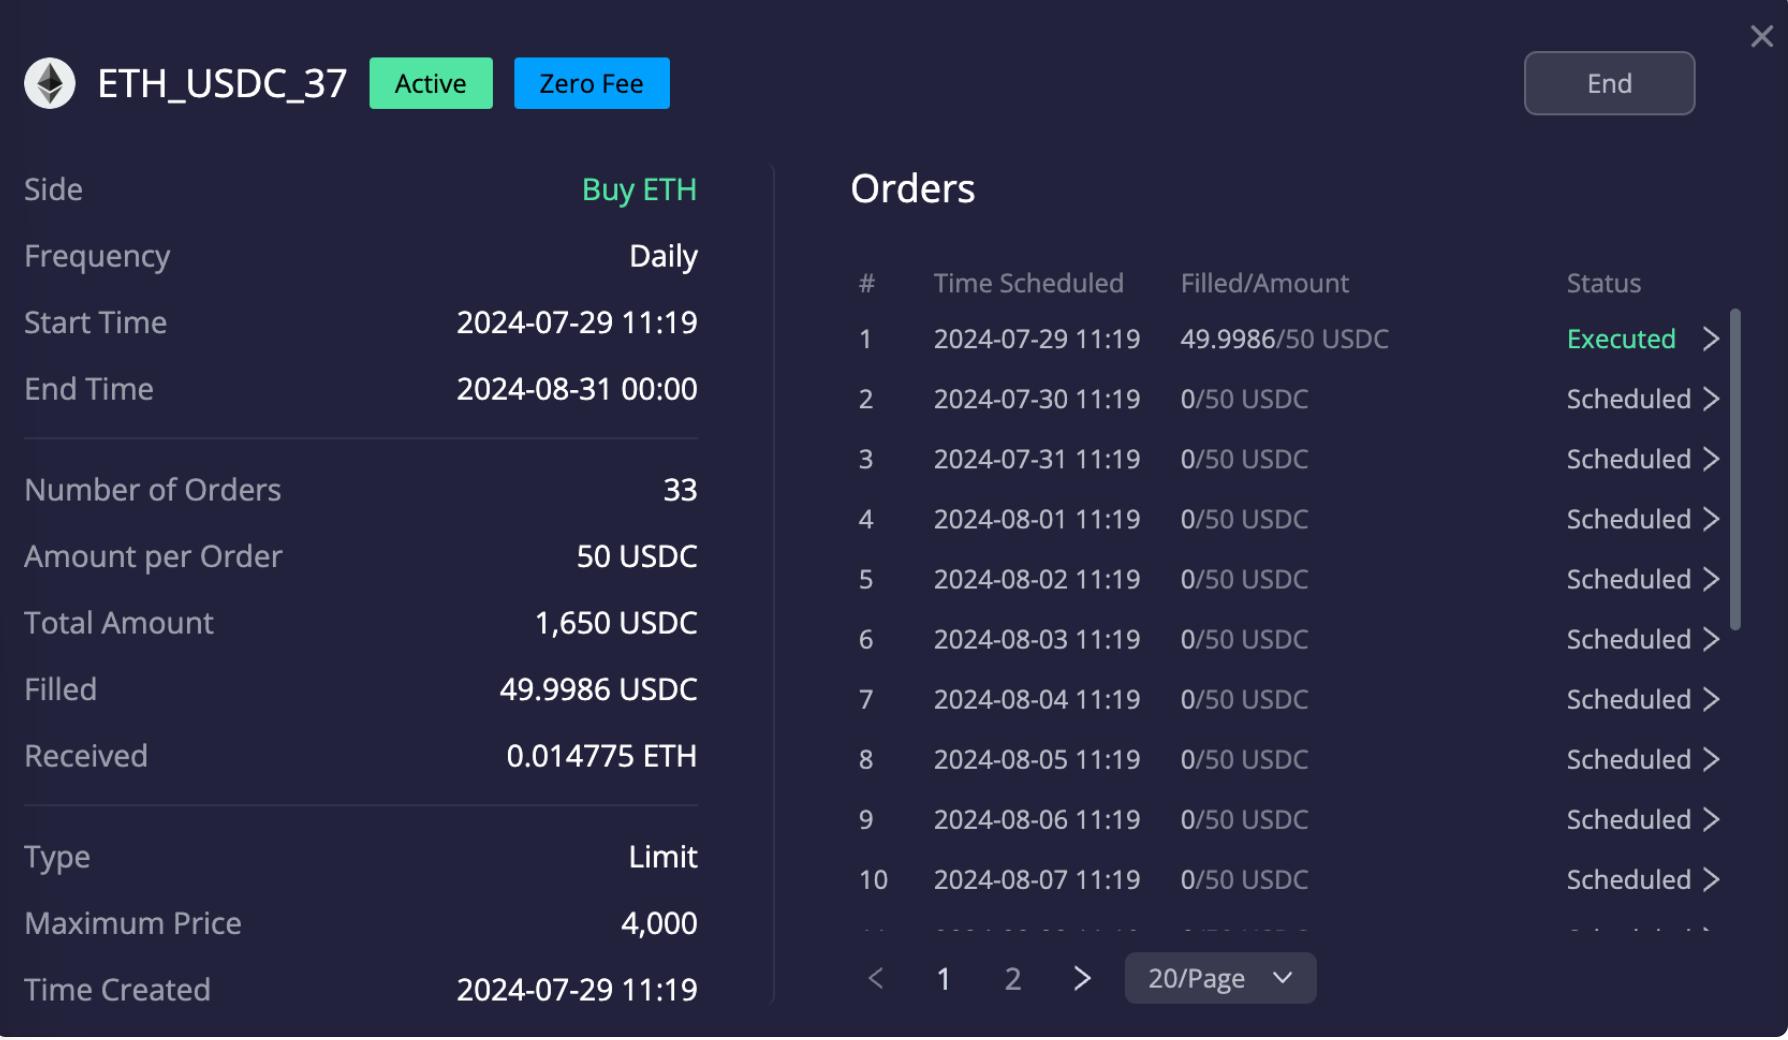 ETH_USDC_37 Active Zero Fee End
Side Buy ETH
Frequency Daily
Start Time 2024-07-29 11:19
End Time 2024-08-31 00:00
Number of Orders 33
Amount per Order 50 USDC
Total Amount 1,650 USDC
Filled 49.9986 USDC
Received 0.014775 ETH
Type Limit
Maximum Price 4,000
Time Created 2024-07-29 11:19
Orders
# Time Scheduled Filled/Amount Status
1 2024-07-29 11:19 49.9986/50 USDC Executed
2 2024-07-30 11:19 0/50 USDC Scheduled
3 2024-07-31 11:19 0/50 USDC Scheduled
4 2024-08-01 11:19 0/50 USDC Scheduled
5 2024-08-02 11:19 0/50 USDC Scheduled
6 2024-08-03 11:19 0/50 USDC Scheduled
7 2024-08-04 11:19 0/50 USDC Scheduled
8 2024-08-05 11:19 0/50 USDC Scheduled
9 2024-08-06 11:19 0/50 USDC Scheduled
10 2024-08-07 11:19 0/50 USDC Scheduled
1 2 20/Page